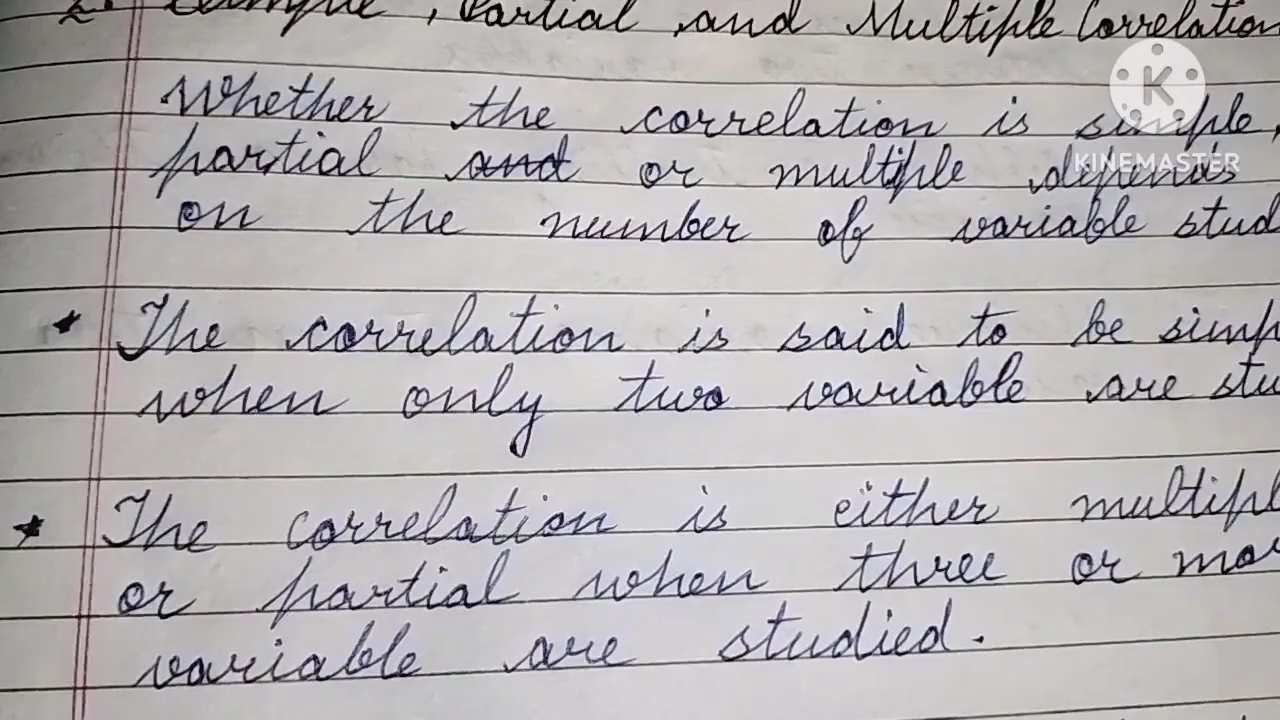 2. Simple, Partial and Multiple Correlation
Whether the correlation is simple,
partial and or multiple depends
on the number of variable stud
* The correlation is said to be simp
when only two variable are stu
* The correlation is either multipl
or partial when three or mor
variable are studied.
K
KINEMASTER